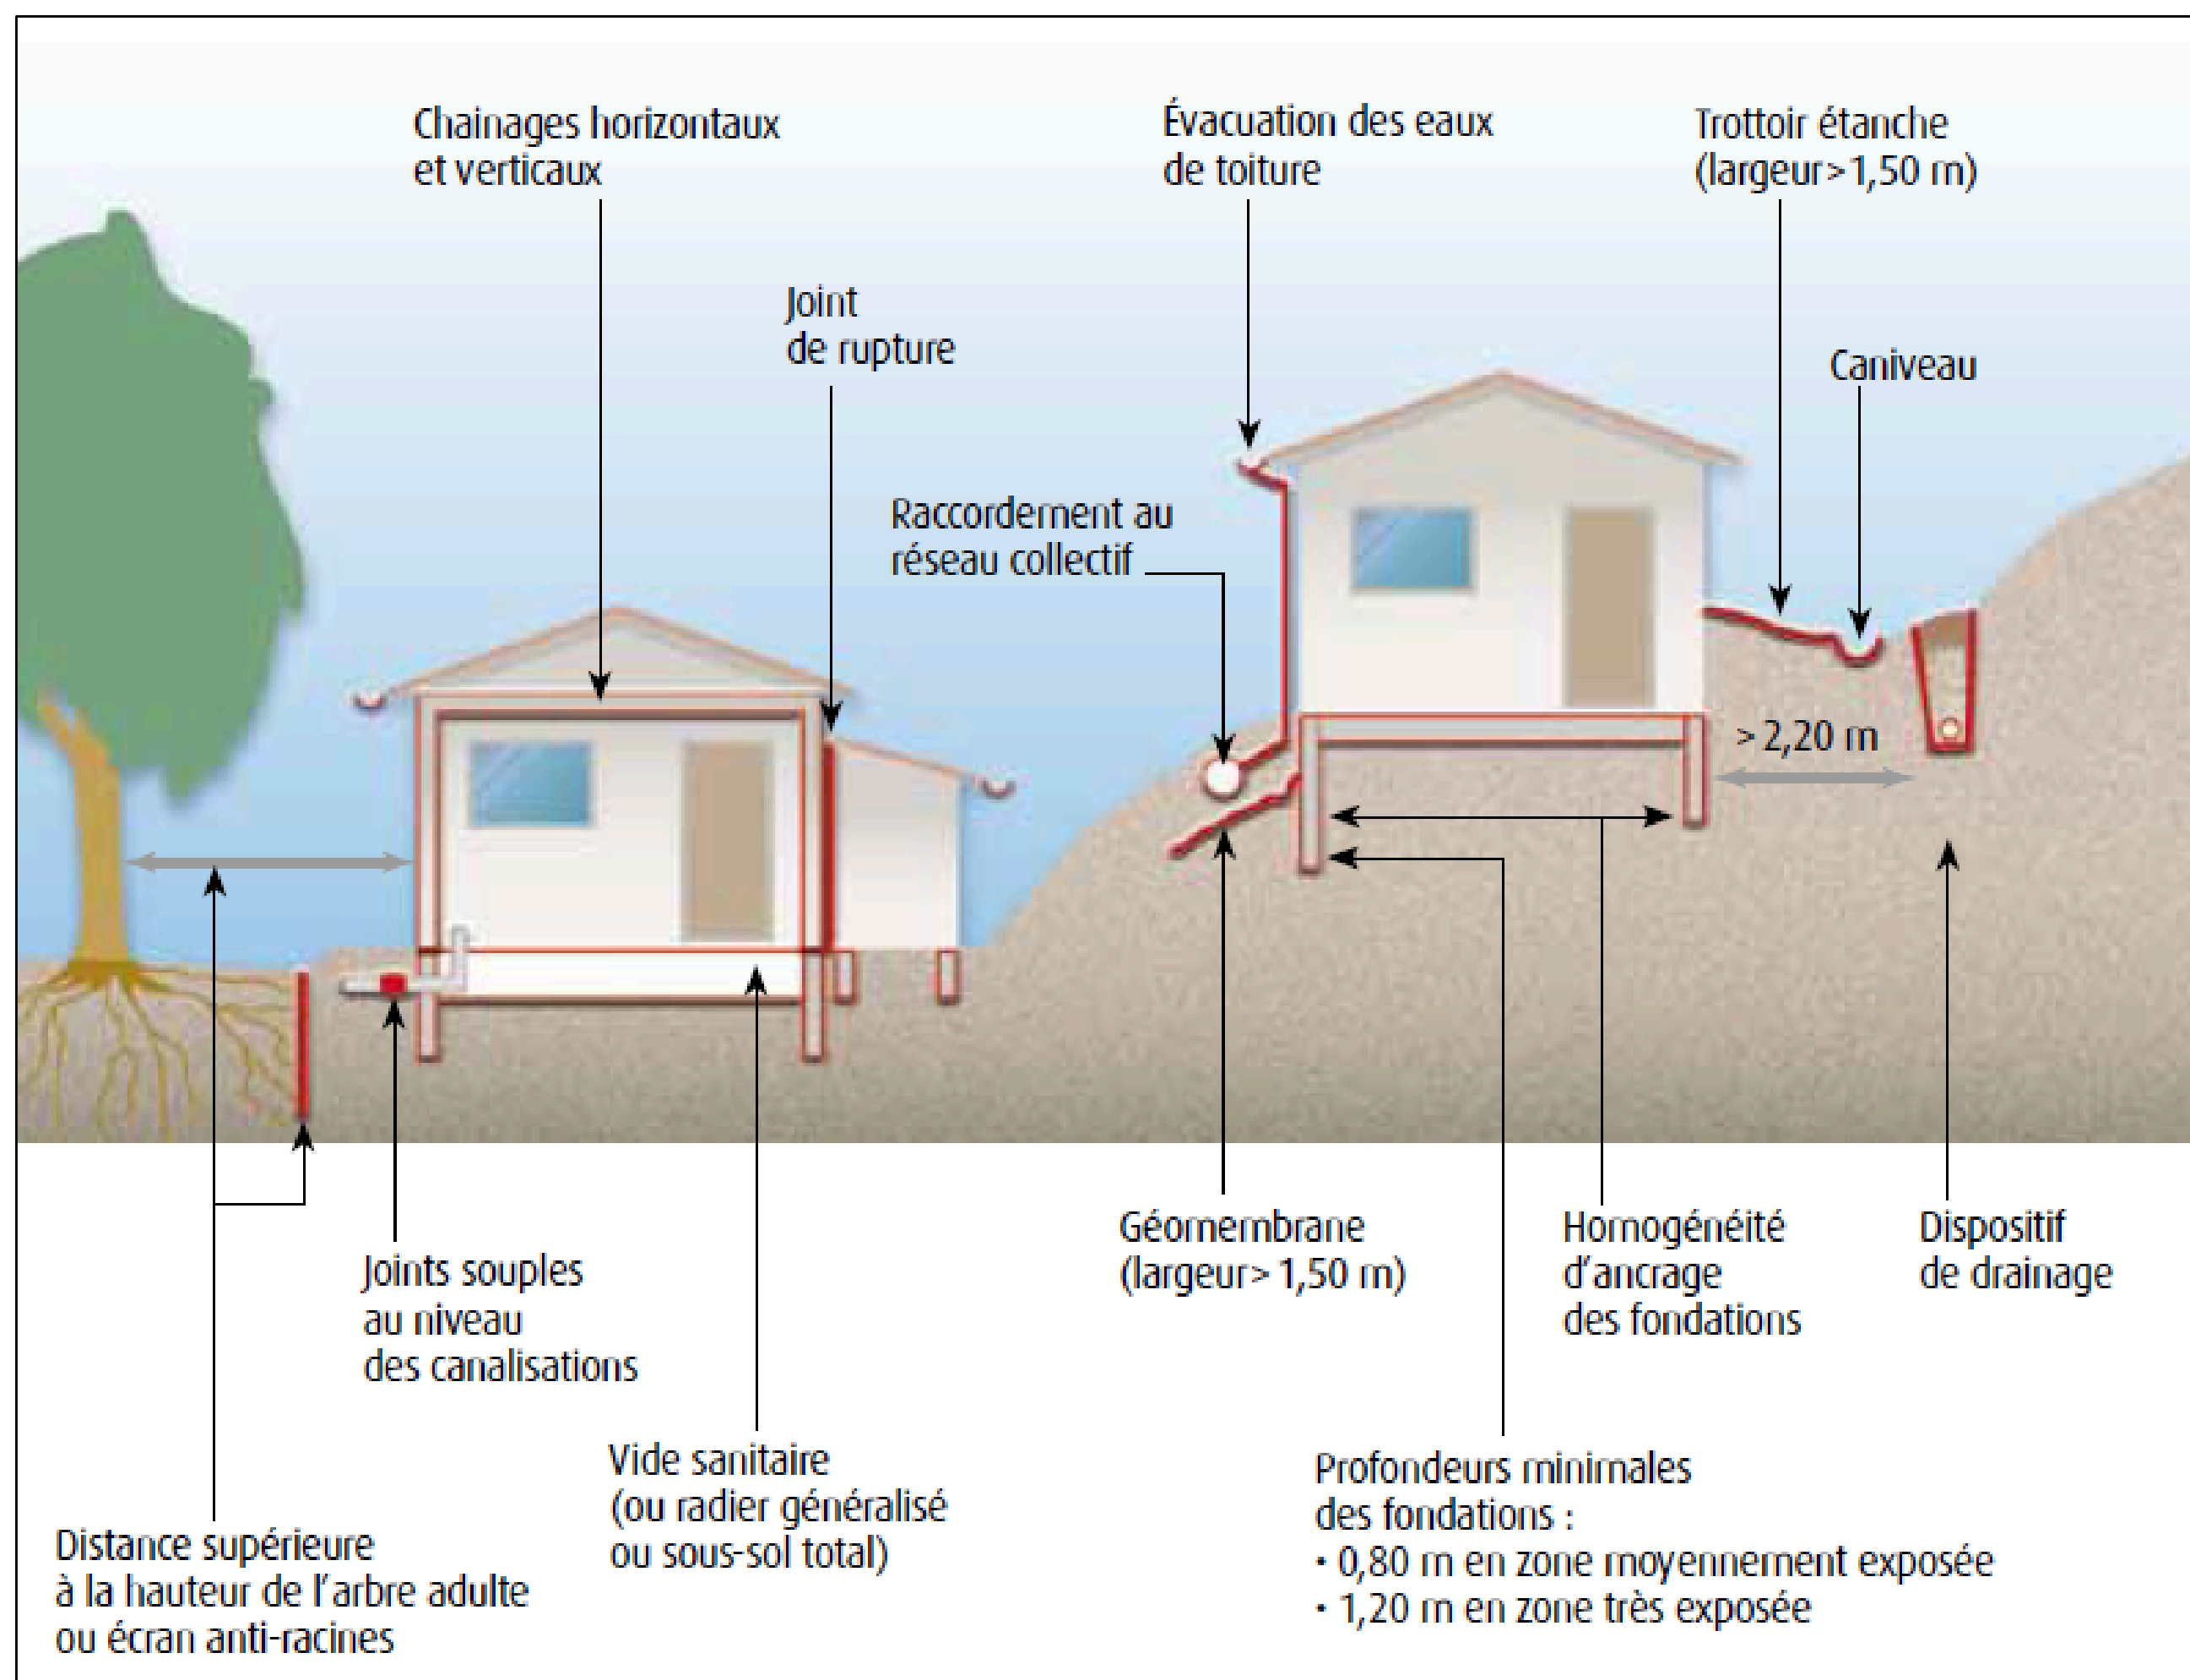 Chainages horizontaux
et verticaux
Évacuation des eaux
de toiture
Trottoir étanche
(largeur>1,50 m)
Joint
de rupture
Caniveau
Raccordement au
réseau collectif
>2,20 m
Géomembrane
(largeur> 1,50 m)
Homogénéité
d'ancrage
des fondations
Dispositif
de drainage
Joints souples
au niveau
des canalisations
Vide sanitaire
(ou radier généralisé
ou sous-sol total)
Profondeurs minimales
des fondations :
• 0,80 m en zone moyennement exposée
• 1,20 m en zone très exposée
Distance supérieure
à la hauteur de l'arbre adulte
ou écran anti-racines